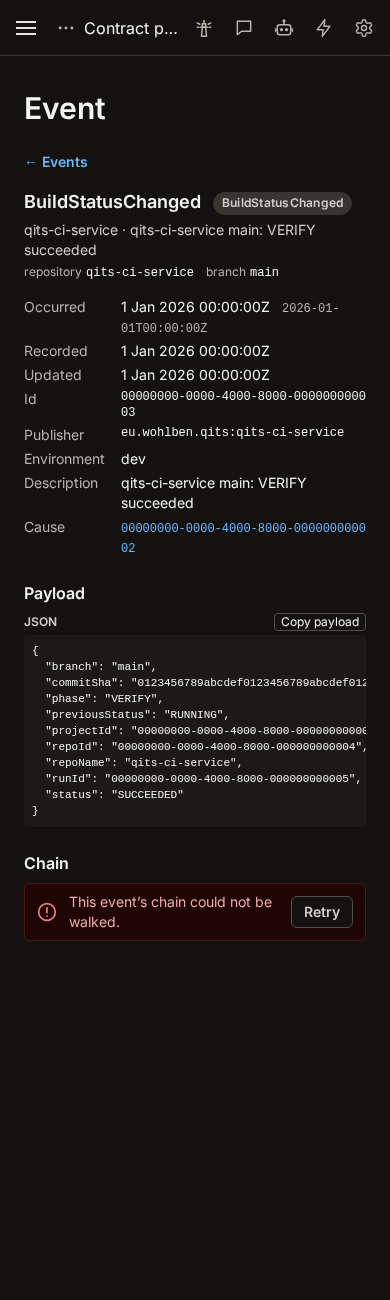 Contract p...
Event
← Events
BuildStatusChanged BuildStatusChanged
qits-ci-service · qits-ci-service main: VERIFY
succeeded
repository qits-ci-service branch main
Occurred 1 Jan 2026 00:00:00Z 2026-01-
01T00:00:00Z
Recorded 1 Jan 2026 00:00:00Z
Updated 1 Jan 2026 00:00:00Z
Id 00000000-0000-4000-8000-0000000000
03
Publisher eu.wohlben.qits:qits-ci-service
Environment dev
Description qits-ci-service main: VERIFY
succeeded
Cause 00000000-0000-4000-8000-0000000000
02
Payload
JSON Copy payload
{
"branch": "main",
"commitSha": "0123456789abcdef0123456789abcdef012
"phase": "VERIFY",
"previousStatus": "RUNNING",
"projectId": "00000000-0000-4000-8000-00000000000
"repoId": "00000000-0000-4000-8000-000000000004",
"repoName": "qits-ci-service",
"runId": "00000000-0000-4000-8000-000000000005",
"status": "SUCCEEDED"
}
Chain
This event’s chain could not be
walked.
Retry